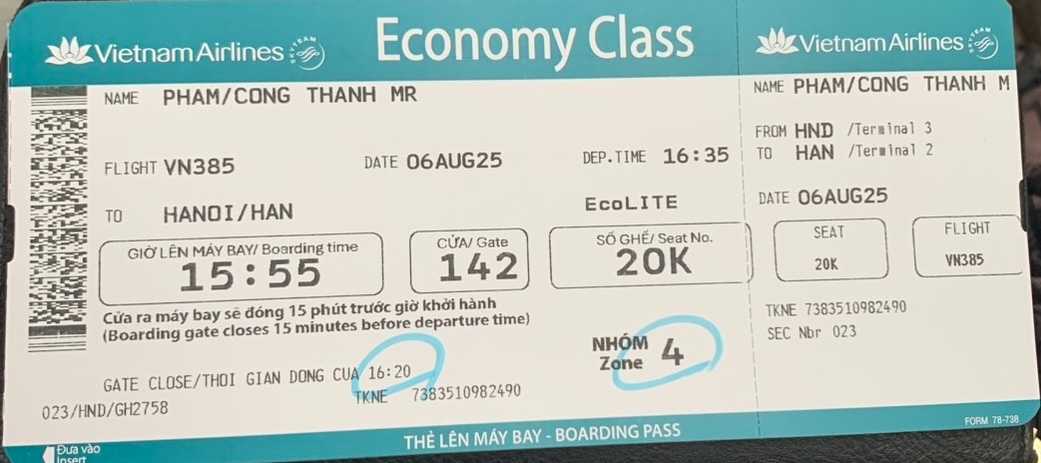 Vietnam Airlines SKYTEAM
Economy Class
Vietnam Airlines SKYTEAM
NAME PHAM/CONG THANH MR
FLIGHT VN385
DATE 06AUG25
DEP.TIME 16:35
TO HANOI/HAN
EcoLITE
GIỜ LÊN MÁY BAY/ Boarding time
15:55
CỬA/ Gate
142
SỐ GHẾ/ Seat No.
20K
Cửa ra máy bay sẽ đóng 15 phút trước giờ khởi hành
(Boarding gate closes 15 minutes before departure time)
NHÓM
Zone 4
GATE CLOSE/THOI GIAN DONG CUA 16:20
TKNE 7383510982490
023/HND/GH2758
Đưa vào
Insert
THẺ LÊN MÁY BAY - BOARDING PASS
NAME PHAM/CONG THANH M
FROM HND /Terminal 3
TO HAN /Terminal 2
DATE 06AUG25
SEAT
20K
FLIGHT
VN385
TKNE 7383510982490
SEC Nbr 023
FORM 78-738